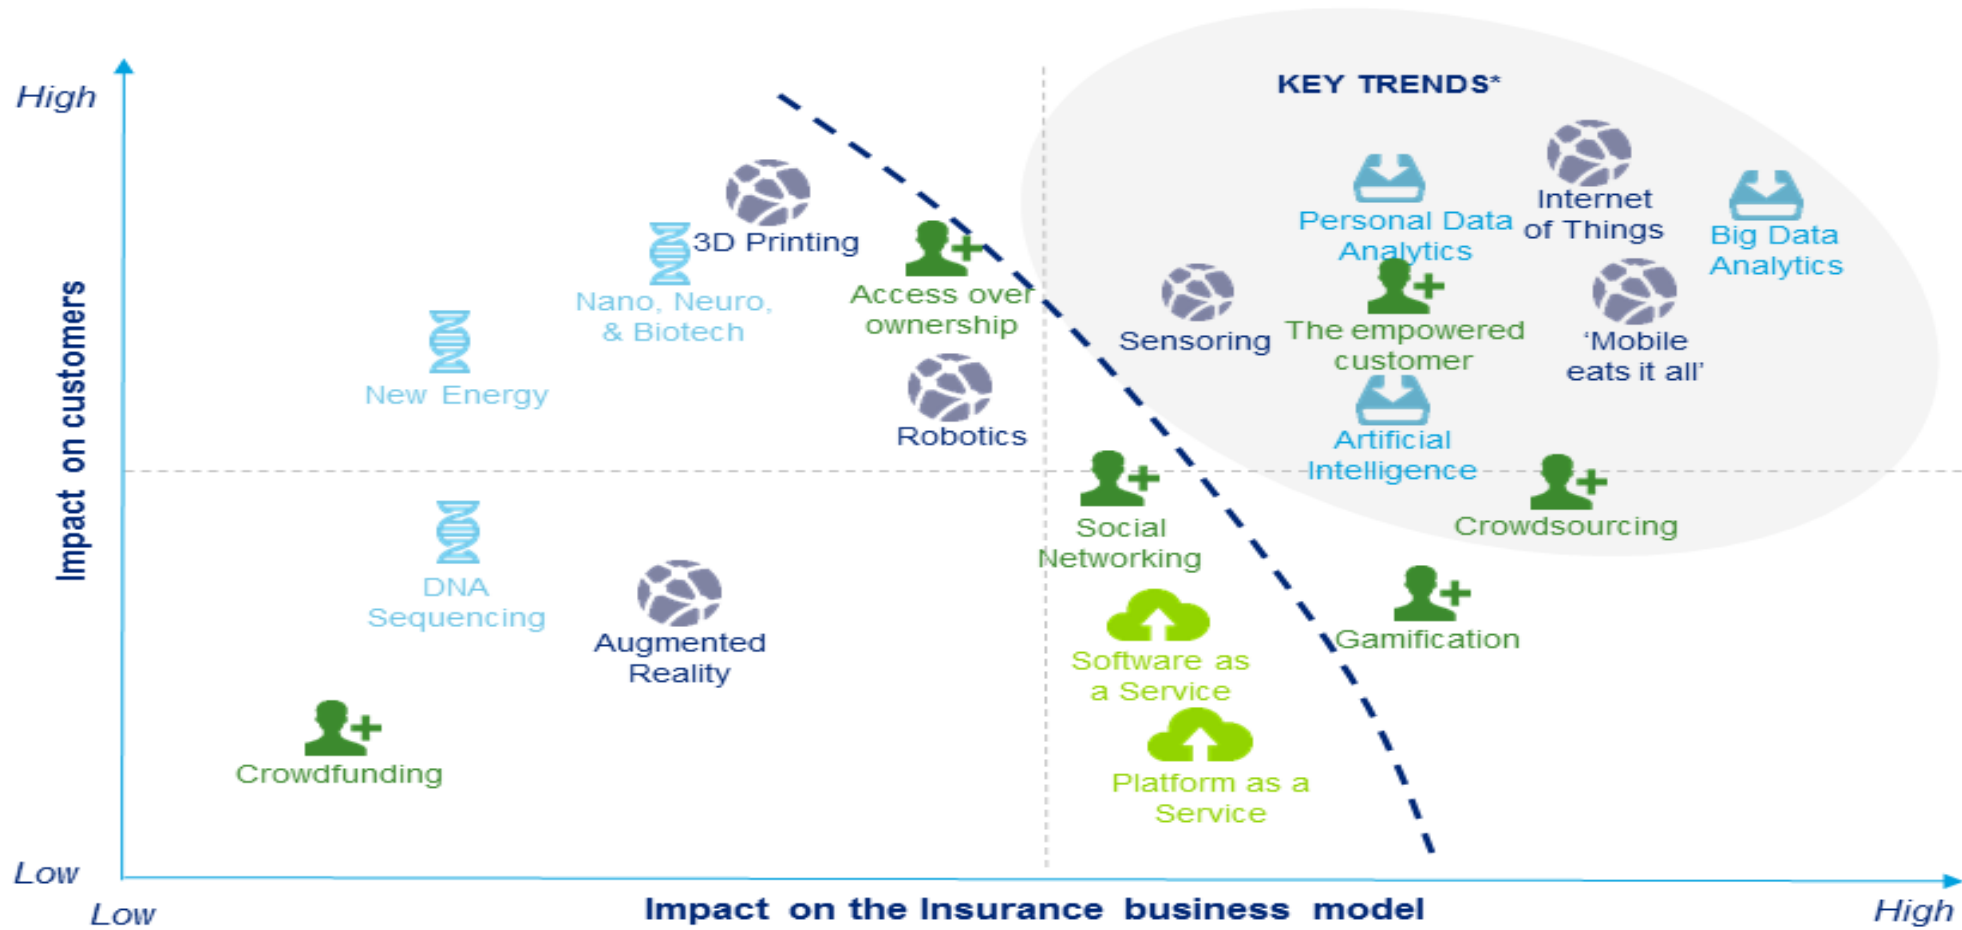 High
KEY TRENDS*
3D Printing
Nano, Neuro,
& Biotech
New Energy
Access over
ownership
Robotics
Personal Data
Analytics
Internet
of Things
Big Data
Analytics
Sensoring
The empowered
customer
‘Mobile
eats it all’
Artificial
Intelligence
Crowdsourcing
Social
Networking
DNA
Sequencing
Augmented
Reality
Gamification
Software as
a Service
Platform as a
Service
Crowdfunding
Impact on customers
Low
Low
Impact on the Insurance business model
High